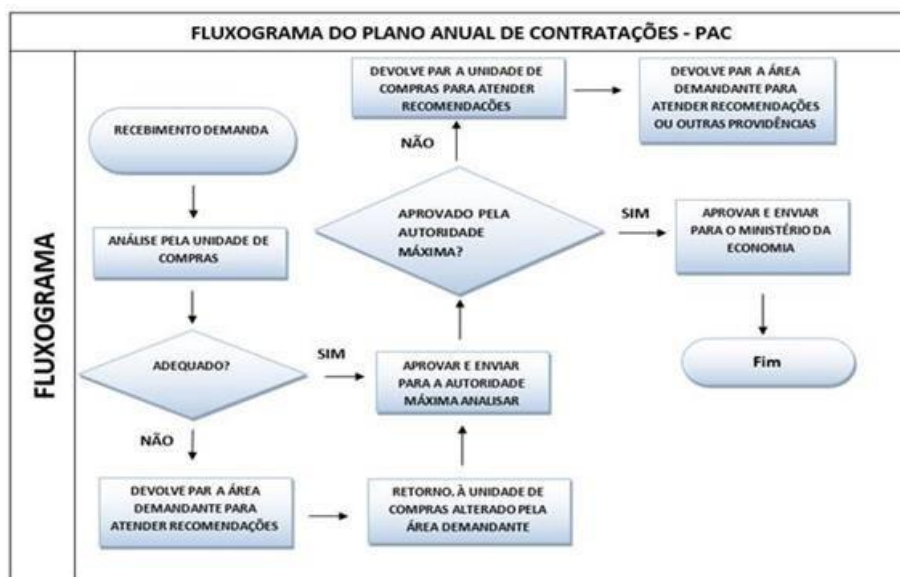 FLUXOGRAMA DO PLANO ANUAL DE CONTRATAÇÕES - PAC
FLUXOGRAMA
RECEBIMENTO DEMANDA
ANÁLISE PELA UNIDADE DE
COMPRAS
ADEQUADO?
SIM
NÃO
DEVOLVE PAR A ÁREA
DEMANDANTE PARA
ATENDER RECOMENDAÇÕES
RETORNO. À UNIDADE DE
COMPRAS ALTERADO PELA
ÁREA DEMANDANTE
APROVAR E ENVIAR
PARA A AUTORIDADE
MÁXIMA ANALISAR
APROVADO PELA
AUTORIDADE
MÁXIMA?
NÃO
DEVOLVE PAR A UNIDADE DE
COMPRAS PARA ATENDER
RECOMENDACÕES
DEVOLVE PAR A ÁREA
DEMANDANTE PARA
ATENDER RECOMENDAÇÕES
OU OUTRAS PROVIDÊNCIAS
SIM
APROVAR E ENVIAR
PARA O MINISTÉRIO DA
ECONOMIA
Fim